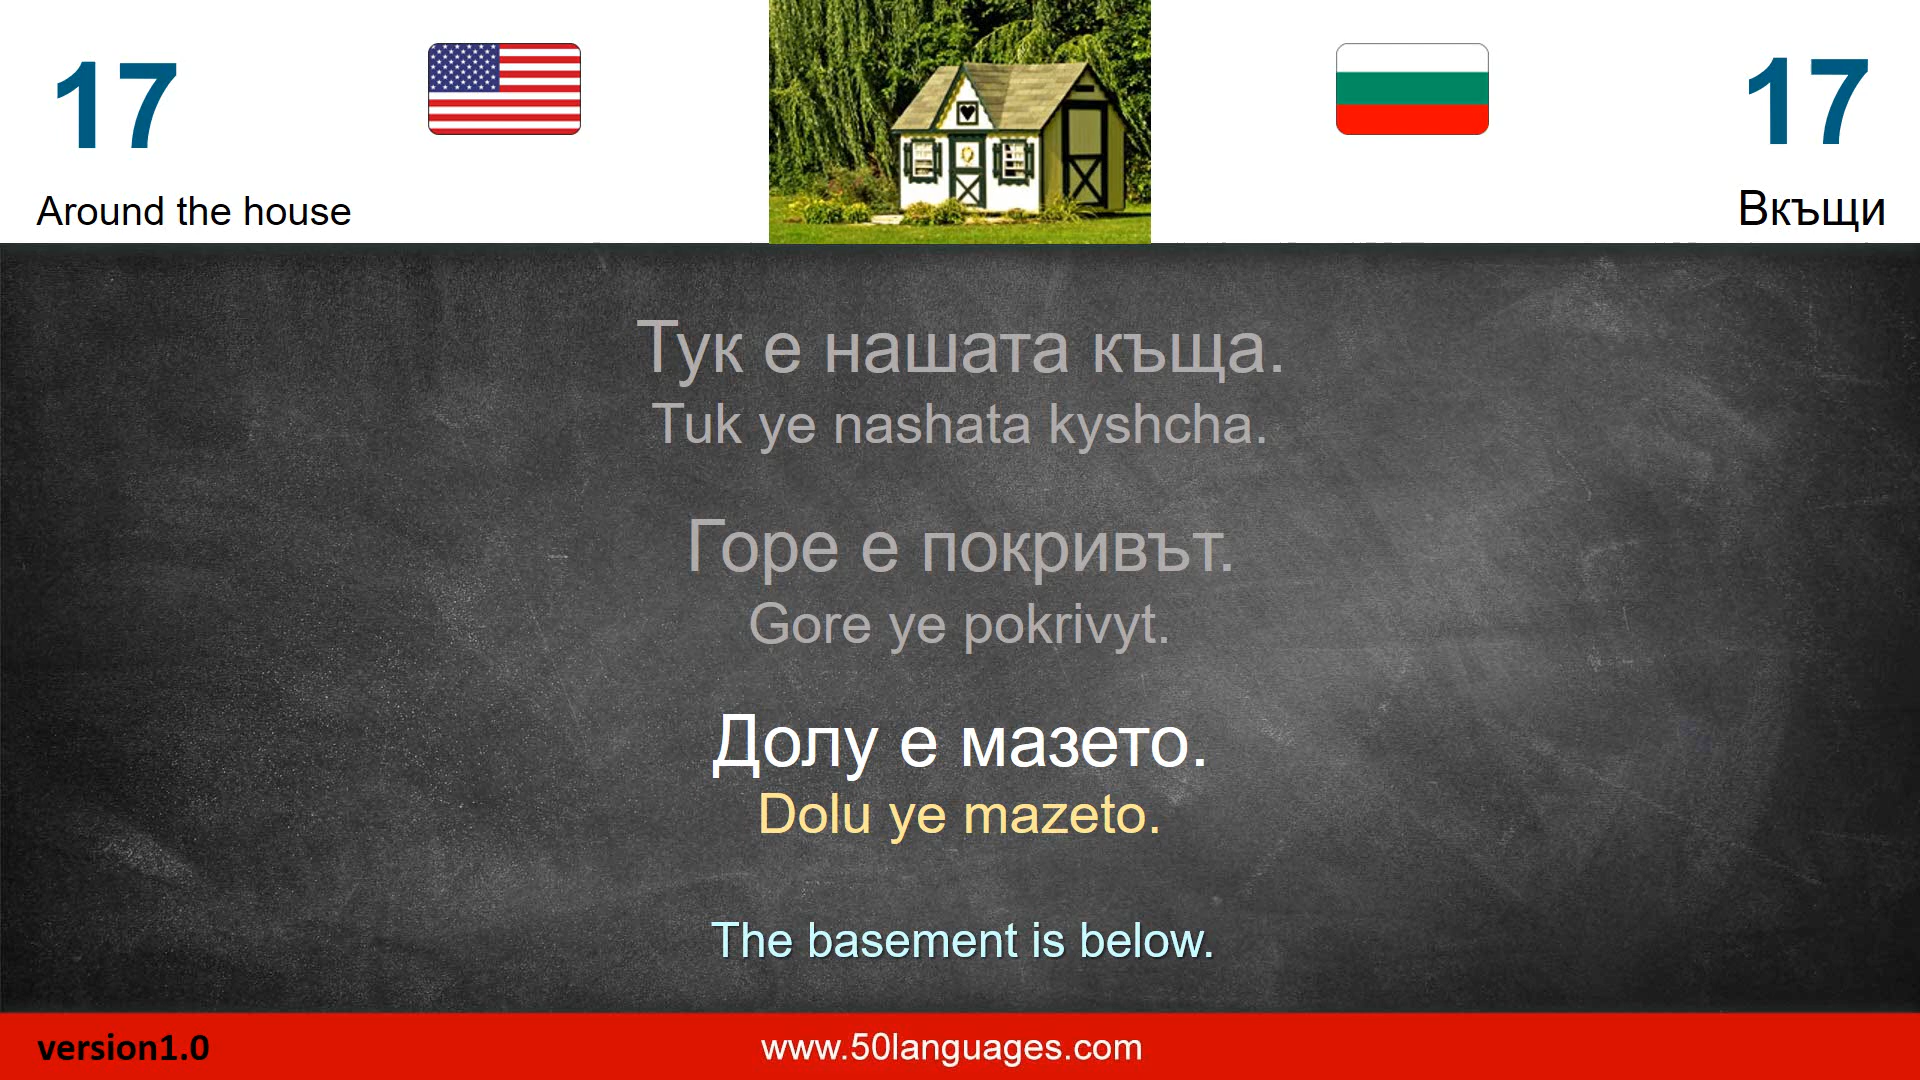 17
17
Around the house
Вкъщи
Тук е нашата къща.
Tuk ye nashata kyshcha.
Горе е покривът.
Gore ye pokrivyt.
Долу е мазето.
Dolu ye mazeto.
The basement is below.
version1.0
www.50languages.com